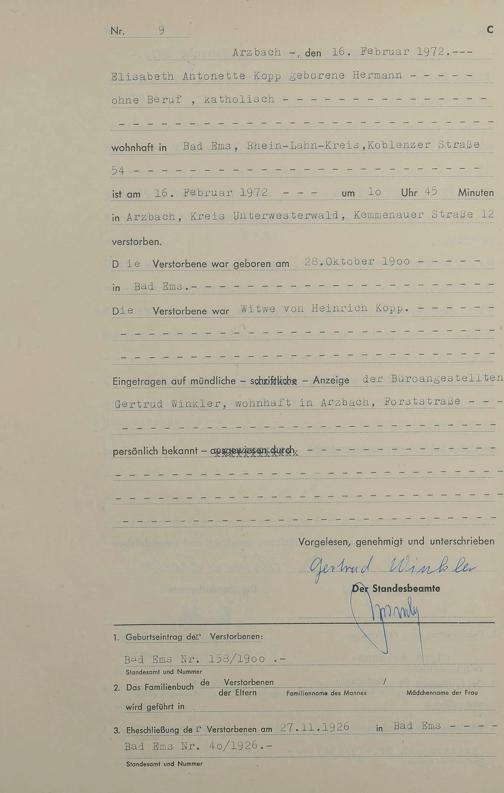 Nr. 9 C
Arzbach -, den 16. Februar 1972.---
Elisabeth Antonette Kopp geborene Hermann - - - - -
ohne Beruf , katholisch - - - - - - - - - - - - - -
- - - - - - - - - - - - - - - - - - - - - - - -
wohnhaft in Bad Ems, Rhein-Lahn-Kreis,Koblenzer Straße
54 - - - - - - - - - - - - - - - - - - - - - - -
ist am 16. Februar 1972 - - - um 1o Uhr 45 Minuten
in Arzbach, Kreis Unterwesterwald, Kemmenauer Straße 12
verstorben.
Die Verstorbene war geboren am 28.Oktober 19oo - - - - -
in Bad Ems.- - - - - - - - - - - - - - - - - - - -
Die Verstorbene war Witwe von Heinrich Kopp. - - - - -
- - - - - - - - - - - - - - - - - - - - - - - -
- - - - - - - - - - - - - - - - - - - - - - - -
Eingetragen auf mündliche – schriftliche – Anzeige der Büroangestellten
Gertrud Winkler, wohnhaft in Arzbach, Forststraße - - -
- - - - - - - - - - - - - - - - - - - - - - - -
persönlich bekannt – ausgewiesen durch - - - - - - - - - - - -
- - - - - - - - - - - - - - - - - - - - - - - -
- - - - - - - - - - - - - - - - - - - - - - - -
- - - - - - - - - - - - - - - - - - - - - - - -
Vorgelesen, genehmigt und unterschrieben
Gertrud Winkler
Der Standesbeamte
1. Geburtseintrag der Verstorbenen:
Bad Ems Nr. 158/19oo .-
Standesamt und Nummer
2. Das Familienbuch de Verstorbenen /
der Eltern Familienname des Mannes Mädchenname der Frau
wird geführt in
3. Eheschließung der Verstorbenen am 27.11.1926 in Bad Ems - - - -
Bad Ems Nr. 4o/1926.-
Standesamt und Nummer